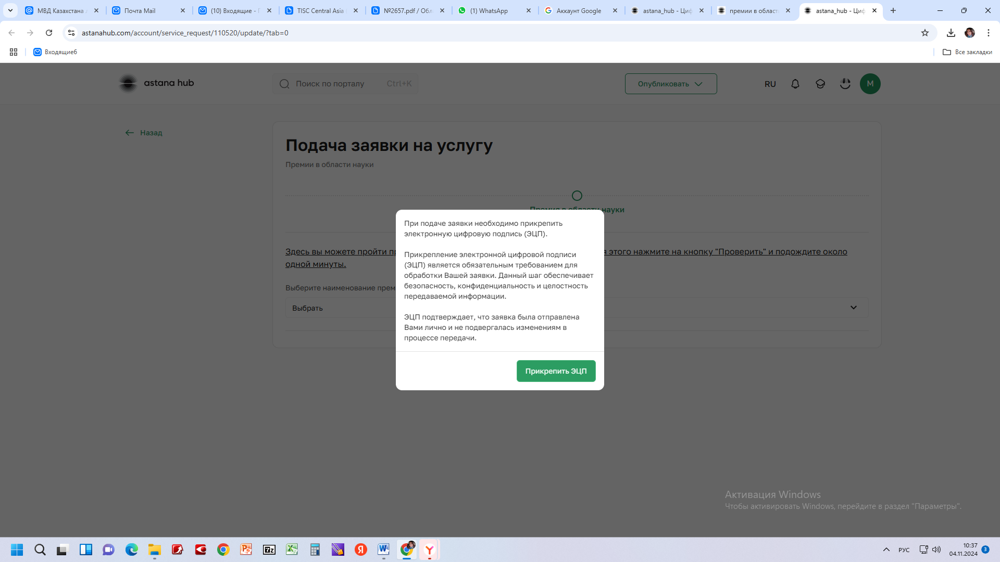 МВД Казахстана
Почта Mail
(10) Входящие - П
TISC Central Asia
№2657.pdf / Обл
(1) WhatsApp
Аккаунт Google
astana_hub - Циф
премии в област
astana_hub - Циф
astanahub.com/account/service_request/110520/update/?tab=0
Входящиеб
Все закладки
astana hub
Поиск по порталу Ctrl+K
Опубликовать
RU
M
Назад
Подача заявки на услугу
Премии в области науки
Премия в области науки
Здесь вы можете пройти пр
я этого нажмите на кнопку "Проверить" и подождите около
одной минуты.
Выберите наименование прем
Выбрать
При подаче заявки необходимо прикрепить
электронную цифровую подпись (ЭЦП).
Прикрепление электронной цифровой подписи
(ЭЦП) является обязательным требованием для
обработки Вашей заявки. Данный шаг обеспечивает
безопасность, конфиденциальность и целостность
передаваемой информации.
ЭЦП подтверждает, что заявка была отправлена
Вами лично и не подвергалась изменениям в
процессе передачи.
Прикрепить ЭЦП
Активация Windows
Чтобы активировать Windows, перейдите в раздел "Параметры".
РУС
10:37
04.11.2024
3